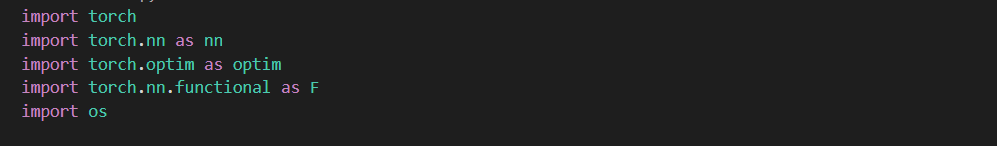 import torch
import torch.nn as nn
import torch.optim as optim
import torch.nn.functional as F
import os